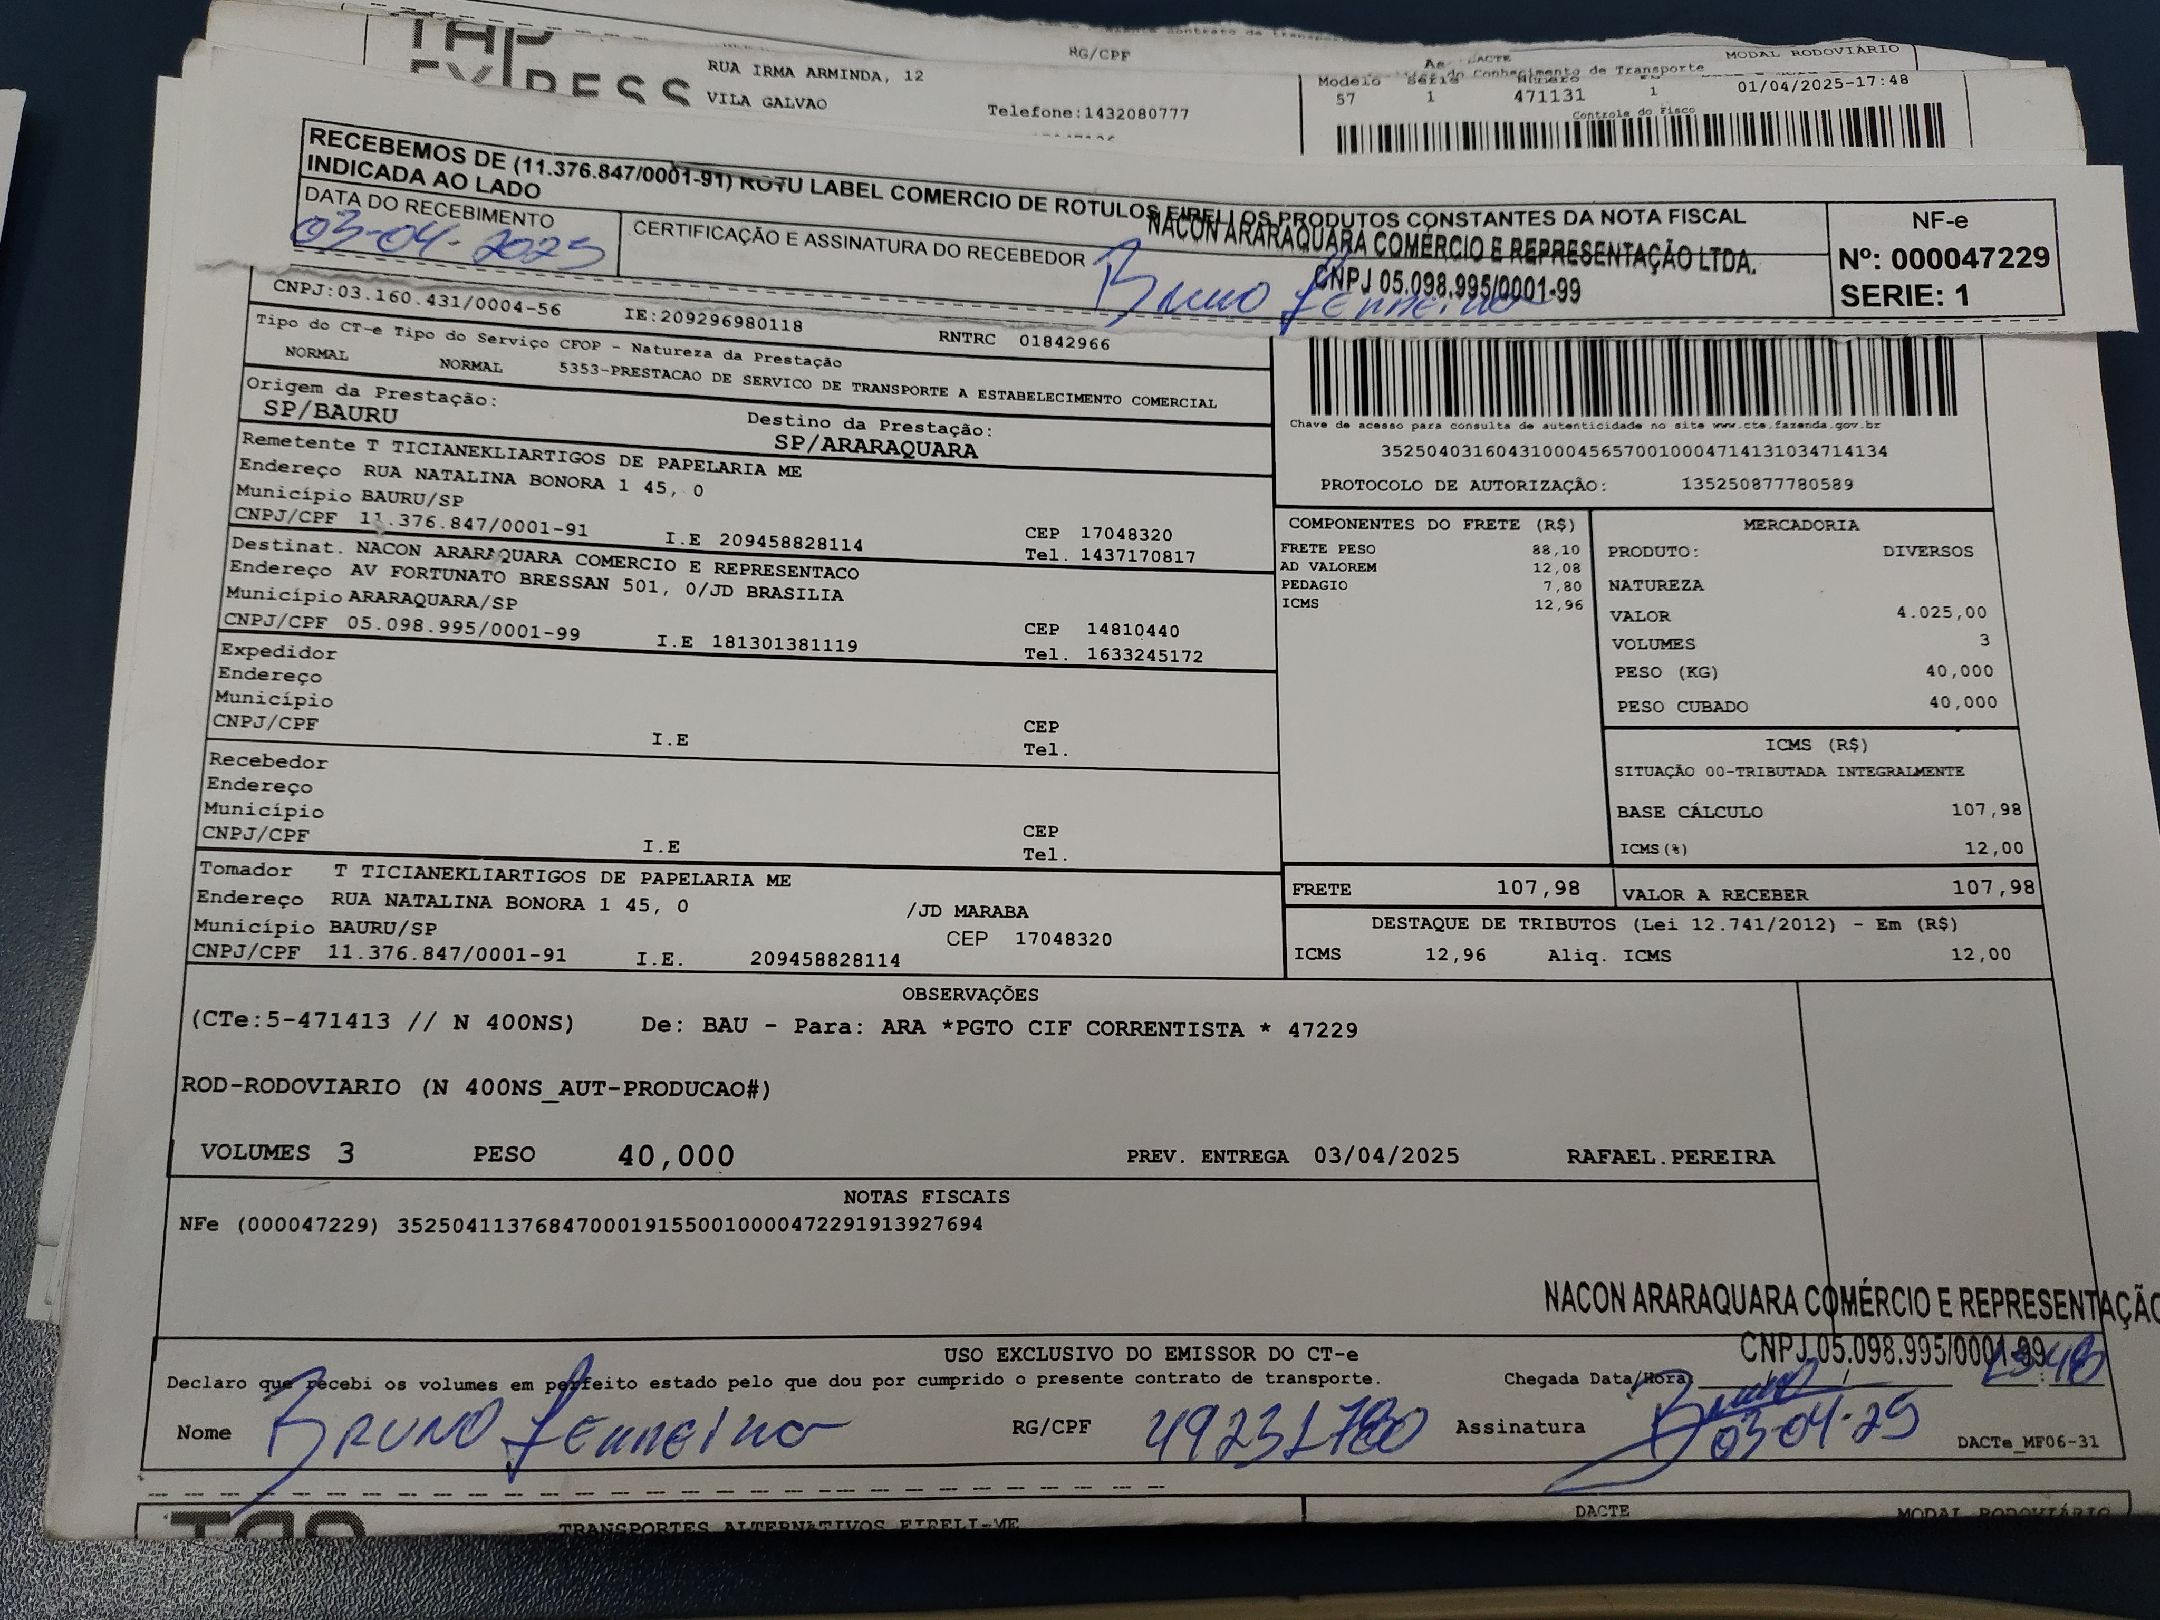 TAP
EXPRESS
RUA IRMA ARMINDA, 12
VILA GALVAO
RG/CPF
Telefone:1432080777
DACTE
MODAL RODOVIÁRIO
Modelo Série Número
57 1 471131 1 01/04/2025-17:48
Controle do Fisco
RECEBEMOS DE (11.376.847/0001-91) ROTU LABEL COMERCIO DE ROTULOS EIRELI OS PRODUTOS CONSTANTES DA NOTA FISCAL
INDICADA AO LADO
DATA DO RECEBIMENTO
03-04-2025
CERTIFICAÇÃO E ASSINATURA DO RECEBEDOR
NACON ARARAQUARA COMÉRCIO E REPRESENTAÇÃO LTDA.
CNPJ 05.098.995/0001-99
Bruno Ferreira
NF-e
Nº: 000047229
SERIE: 1
CNPJ:03.160.431/0004-56 IE:209296980118 RNTRC 01842966
Tipo do CT-e Tipo do Serviço CFOP - Natureza da Prestação
NORMAL NORMAL 5353-PRESTACAO DE SERVICO DE TRANSPORTE A ESTABELECIMENTO COMERCIAL
Origem da Prestação: Destino da Prestação:
SP/BAURU SP/ARARAQUARA
Remetente T TICIANEKLIARTIGOS DE PAPELARIA ME
Endereço RUA NATALINA BONORA 1 45, 0
Município BAURU/SP CEP 17048320
CNPJ/CPF 11.376.847/0001-91 I.E 209458828114 Tel. 1437170817
Destinat. NACON ARARAQUARA COMERCIO E REPRESENTACO
Endereço AV FORTUNATO BRESSAN 501, 0/JD BRASILIA
Município ARARAQUARA/SP CEP 14810440
CNPJ/CPF 05.098.995/0001-99 I.E 181301381119 Tel. 1633245172
Expedidor
Endereço
Município CEP
CNPJ/CPF I.E Tel.
Recebedor
Endereço
Município CEP
CNPJ/CPF I.E Tel.
Tomador T TICIANEKLIARTIGOS DE PAPELARIA ME
Endereço RUA NATALINA BONORA 1 45, 0 /JD MARABA
Município BAURU/SP CEP 17048320
CNPJ/CPF 11.376.847/0001-91 I.E. 209458828114
Chave de acesso para consulta de autenticidade no site www.cte.fazenda.gov.br
35250403160431000456570010004714131034714134
PROTOCOLO DE AUTORIZAÇÃO: 135250877780589
COMPONENTES DO FRETE (R$)
FRETE PESO 88,10
AD VALOREM 12,08
PEDAGIO 7,80
ICMS 12,96
MERCADORIA
PRODUTO: DIVERSOS
NATUREZA
VALOR 4.025,00
VOLUMES 3
PESO (KG) 40,000
PESO CUBADO 40,000
ICMS (R$)
SITUAÇÃO 00-TRIBUTADA INTEGRALMENTE
BASE CÁLCULO 107,98
ICMS(%) 12,00
FRETE 107,98 VALOR A RECEBER 107,98
DESTAQUE DE TRIBUTOS (Lei 12.741/2012) - Em (R$)
ICMS 12,96 Aliq. ICMS 12,00
OBSERVAÇÕES
(CTe:5-471413 // N 400NS) De: BAU - Para: ARA *PGTO CIF CORRENTISTA * 47229
ROD-RODOVIARIO (N 400NS_AUT-PRODUCAO#)
VOLUMES 3 PESO 40,000 PREV. ENTREGA 03/04/2025 RAFAEL.PEREIRA
NOTAS FISCAIS
NFe (000047229) 35250411376847000191550010000472291913927694
NACON ARARAQUARA COMÉRCIO E REPRESENTAÇÃO
CNPJ 05.098.995/0001-99
USO EXCLUSIVO DO EMISSOR DO CT-e
Declaro que recebi os volumes em perfeito estado pelo que dou por cumprido o presente contrato de transporte. Chegada Data/Hora:
Nome BRUNO Ferreira RG/CPF Assinatura Bruno
03-04-25
DACTe_MF06-31
TRANSPORTES ALTERNATIVOS EIRELI-ME
DACTE
MODAL RODOVIÁRIO